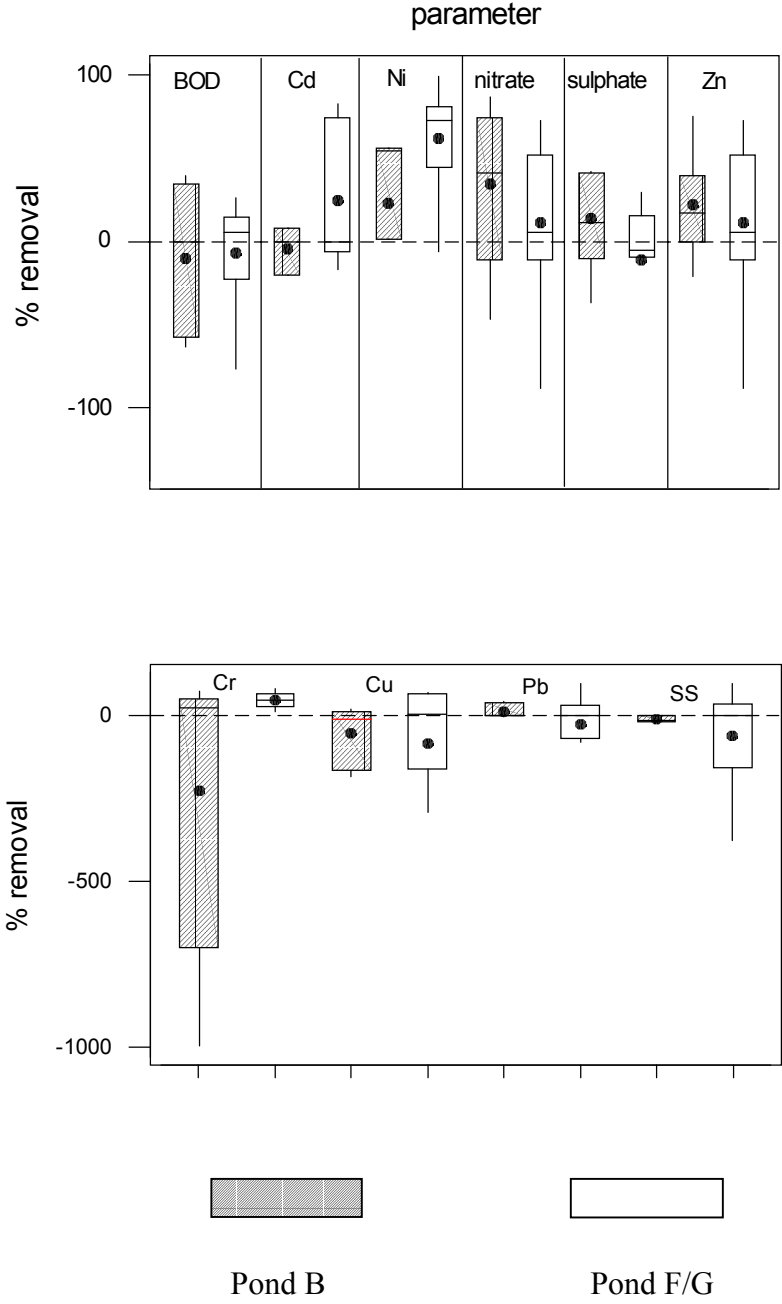 parameter
100
BOD
Cd
Ni
nitrate
sulphate
Zn
0
% removal
-100
Cr
Cu
Pb
SS
0
-500
% removal
-1000
Pond B
Pond F/G